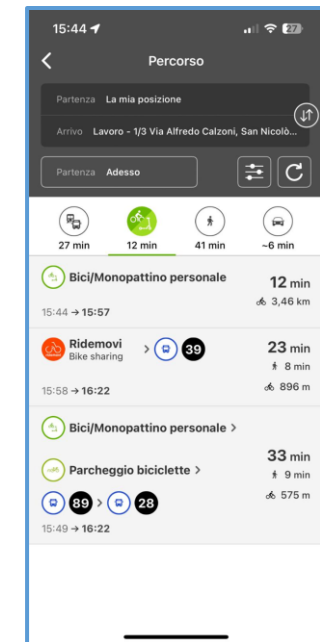 15:44
27
Percorso
Partenza La mia posizione
Arrivo Lavoro - 1/3 Via Alfredo Calzoni, San Nicolò...
Partenza Adesso
27 min 12 min 41 min ~6 min
Bici/Monopattino personale
12 min
3,46 km
15:44 → 15:57
Ridemovi
Bike sharing
> 39
23 min
8 min
896 m
15:58 → 16:22
Bici/Monopattino personale >
Parcheggio biciclette >
33 min
9 min
575 m
89 > 28
15:49 → 16:22